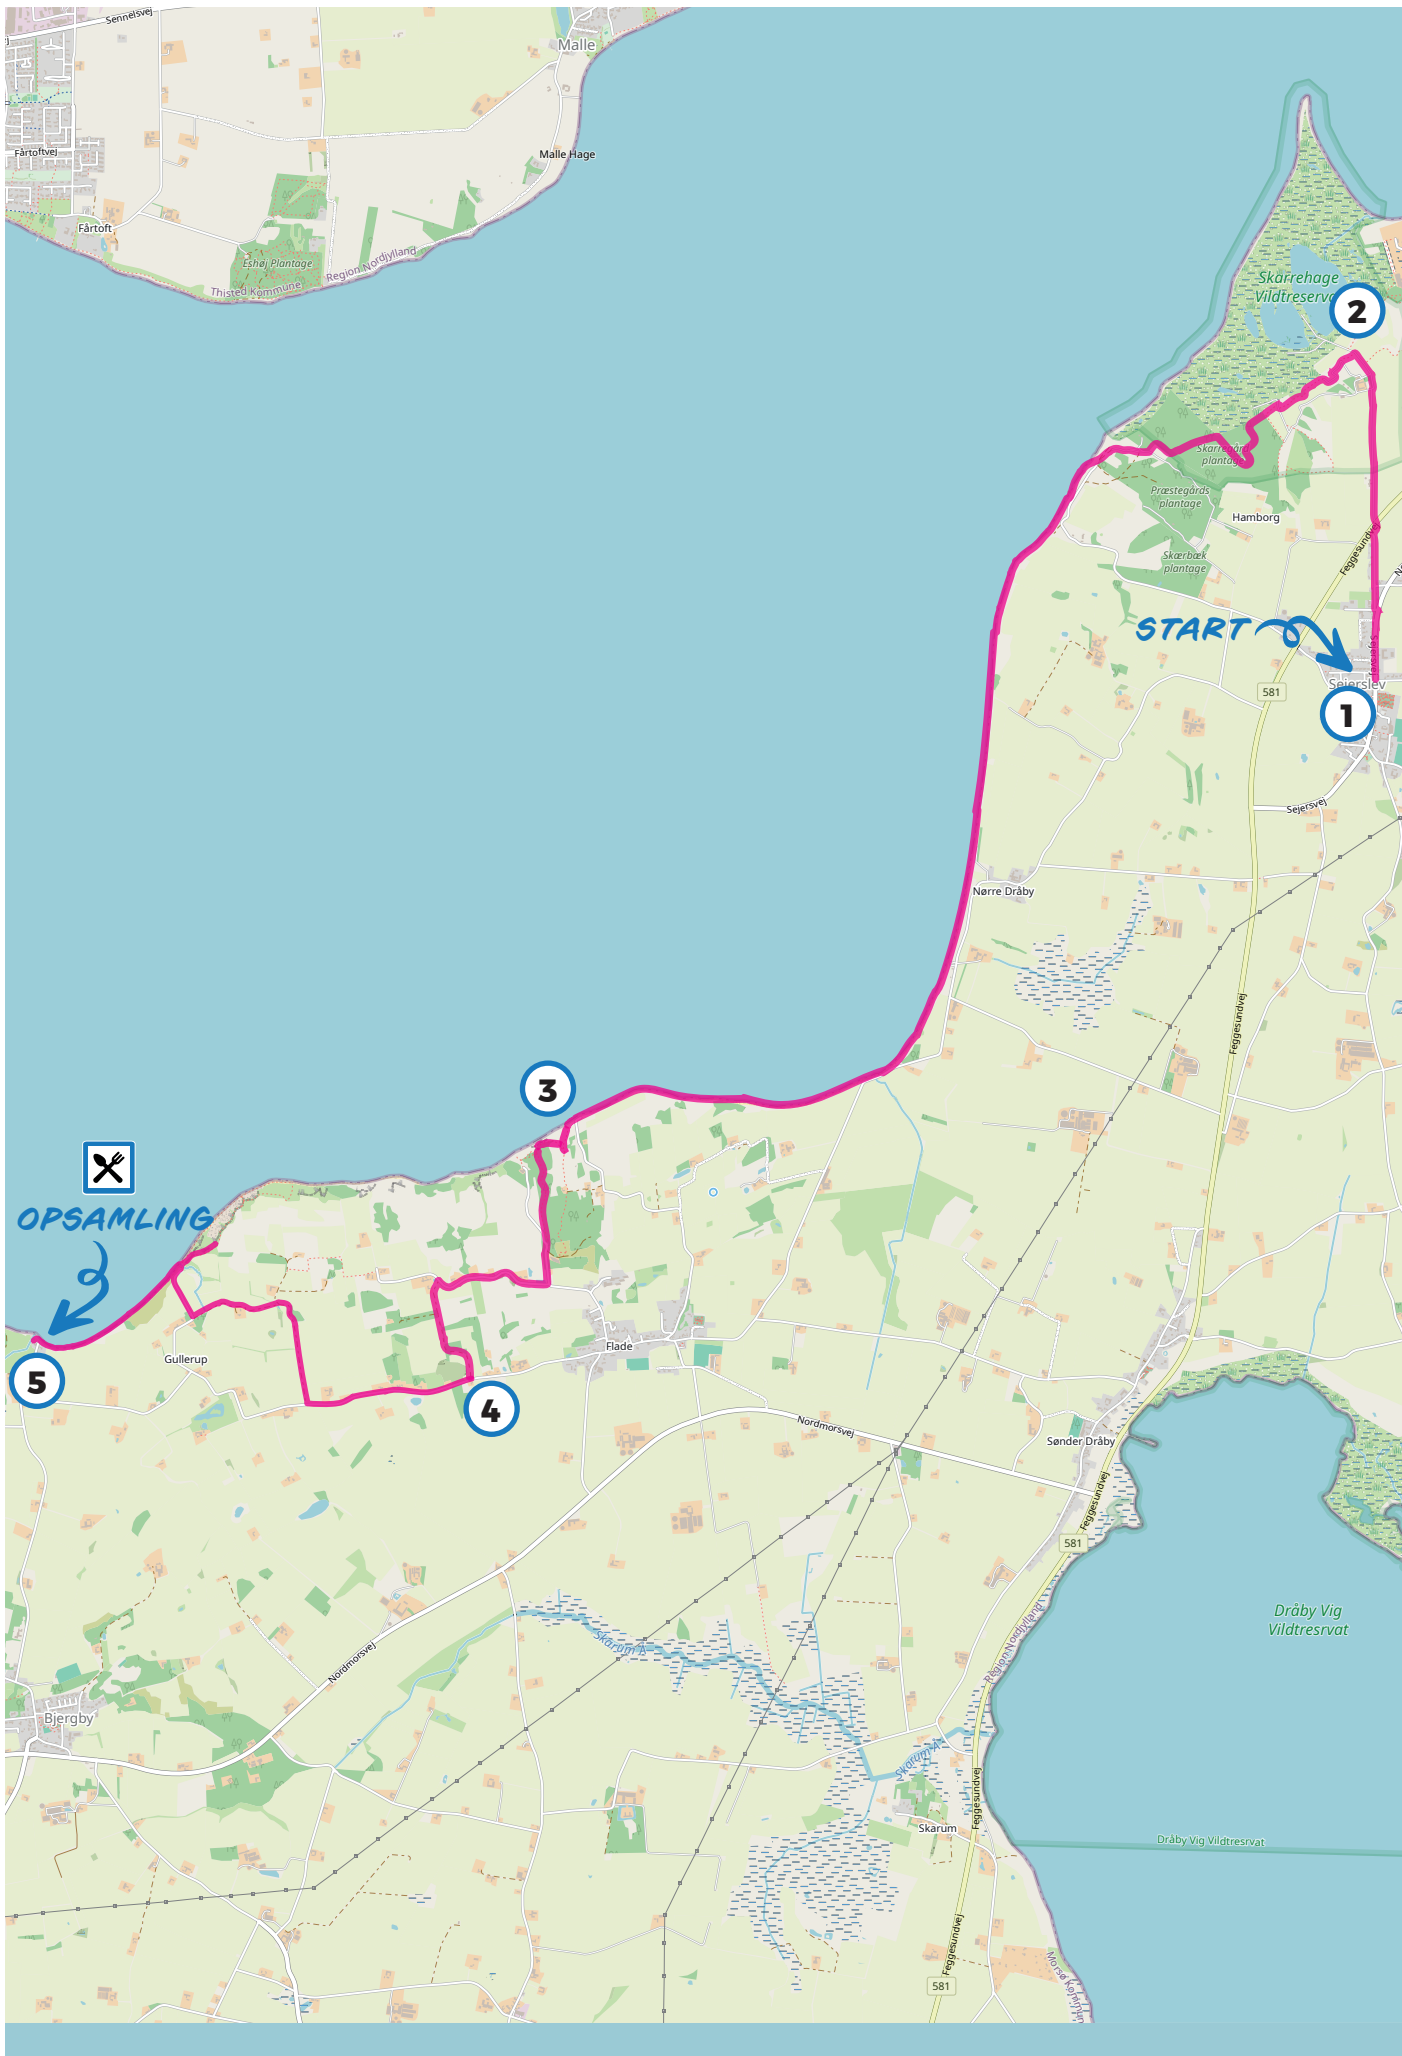 Sennelsvej
Malle
Fårtoftvej
Malle Hage
Fårtoft
Eshøj Plantage
Region Nordjylland
Thisted Kommune
Skarrehage
2
Skarregård
plantage
Præstegårds
plantage
Hamborg
Feggesundvej
Skærbæk
plantage
START
Sejersvej
Sejerslev
581
1
Sejersvej
Nørre Dråby
Feggesundvej
3
OPSAMLING
Gullerup
Flade
5
4
Nordmorsvej
Sønder Dråby
Feggesundvej
581
Dråby Vig
Vildtresrvat
Skarum Å
Region Nordjylland
Nordmorsvej
Bjergby
Skarum Å
Feggesundvej
Skarum
Dråby Vig Vildtresrvat
Feggesundvej
581